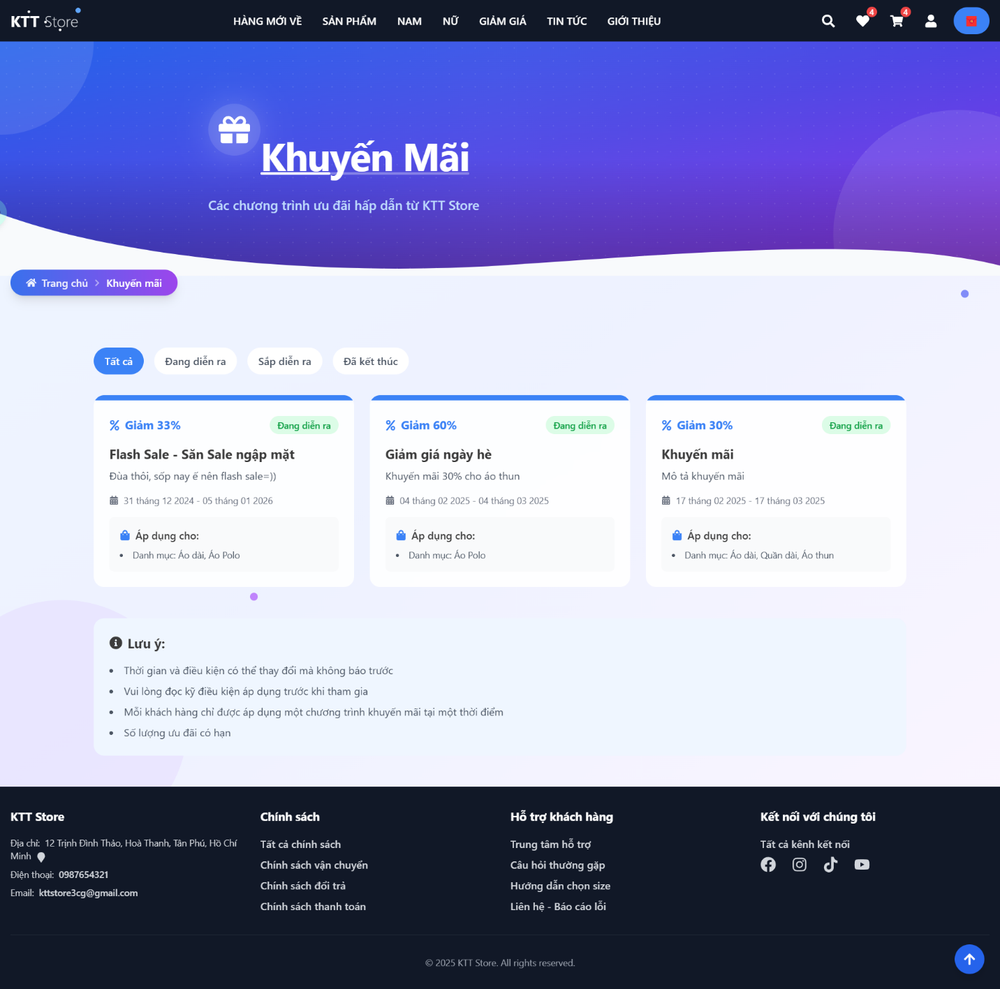 KTT Store
HÀNG MỚI VỀ
SẢN PHẨM
NAM
NỮ
GIẢM GIÁ
TIN TỨC
GIỚI THIỆU
4
4
Khuyến Mãi
Các chương trình ưu đãi hấp dẫn từ KTT Store
Trang chủ
Khuyến mãi
Tất cả
Đang diễn ra
Sắp diễn ra
Đã kết thúc
Giảm 33%
Đang diễn ra
Flash Sale - Săn Sale ngập mặt
Đùa thôi, sốp nay ế nên flash sale=))
31 tháng 12 2024 - 05 tháng 01 2026
Áp dụng cho:
• Danh mục: Áo dài, Áo Polo
Giảm 60%
Đang diễn ra
Giảm giá ngày hè
Khuyến mãi 30% cho áo thun
04 tháng 02 2025 - 04 tháng 03 2025
Áp dụng cho:
• Danh mục: Áo Polo
Giảm 30%
Đang diễn ra
Khuyến mãi
Mô tả khuyến mãi
17 tháng 02 2025 - 17 tháng 03 2025
Áp dụng cho:
• Danh mục: Áo dài, Quần dài, Áo thun
Lưu ý:
• Thời gian và điều kiện có thể thay đổi mà không báo trước
• Vui lòng đọc kỹ điều kiện áp dụng trước khi tham gia
• Mỗi khách hàng chỉ được áp dụng một chương trình khuyến mãi tại một thời điểm
• Số lượng ưu đãi có hạn
KTT Store
Địa chỉ: 12 Trịnh Đình Thảo, Hoà Thanh, Tân Phú, Hồ Chí
Minh
Điện thoại: 0987654321
Email: kttstore3cg@gmail.com
Chính sách
Tất cả chính sách
Chính sách vận chuyển
Chính sách đổi trả
Chính sách thanh toán
Hỗ trợ khách hàng
Trung tâm hỗ trợ
Câu hỏi thường gặp
Hướng dẫn chọn size
Liên hệ - Báo cáo lỗi
Kết nối với chúng tôi
Tất cả kênh kết nối
© 2025 KTT Store. All rights reserved.